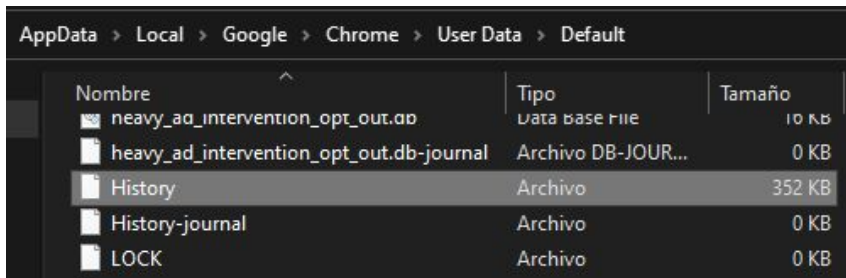 AppData > Local > Google > Chrome > User Data > Default
Nombre Tipo Tamaño
heavy_ad_intervention_opt_out.db Data Base File 16 KB
heavy_ad_intervention_opt_out.db-journal Archivo DB-JOUR... 0 KB
History Archivo 352 KB
History-journal Archivo 0 KB
LOCK Archivo 0 KB